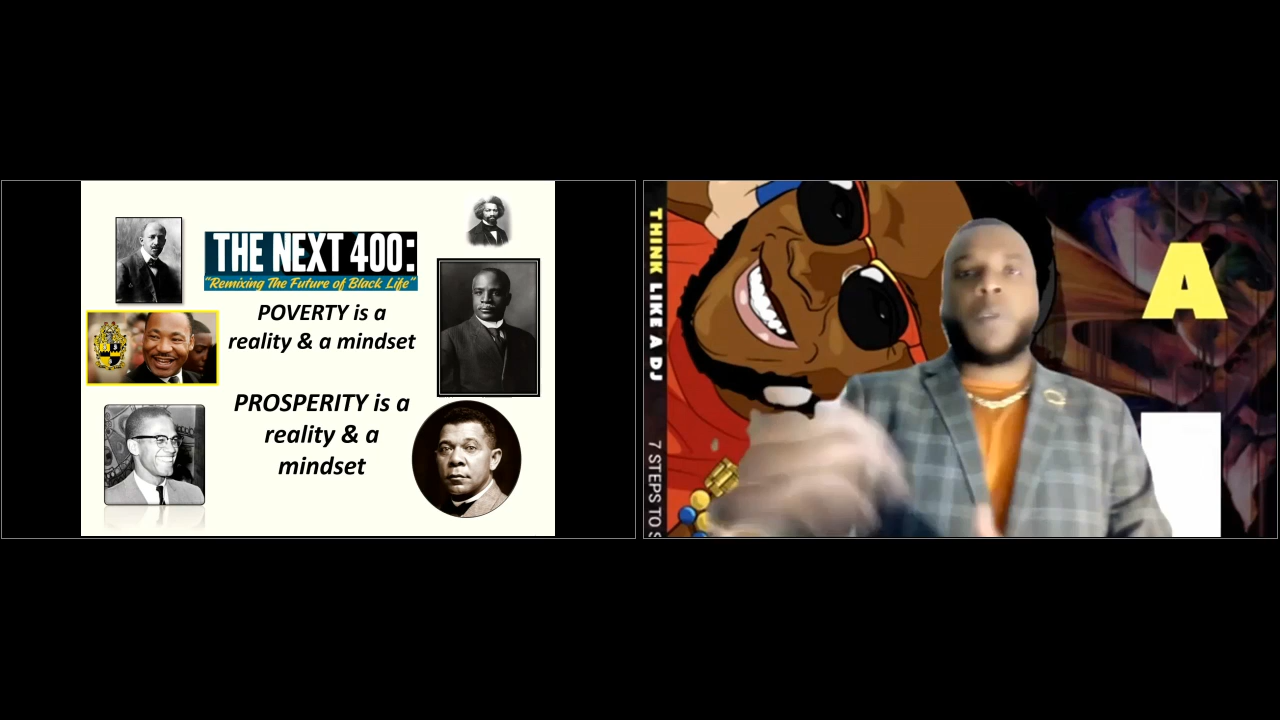 THE NEXT 400:
"Remixing The Future of Black Life"
POVERTY is a
reality & a mindset
PROSPERITY is a
reality & a
mindset
THINK LIKE A DJ
7 STEPS TO S
A